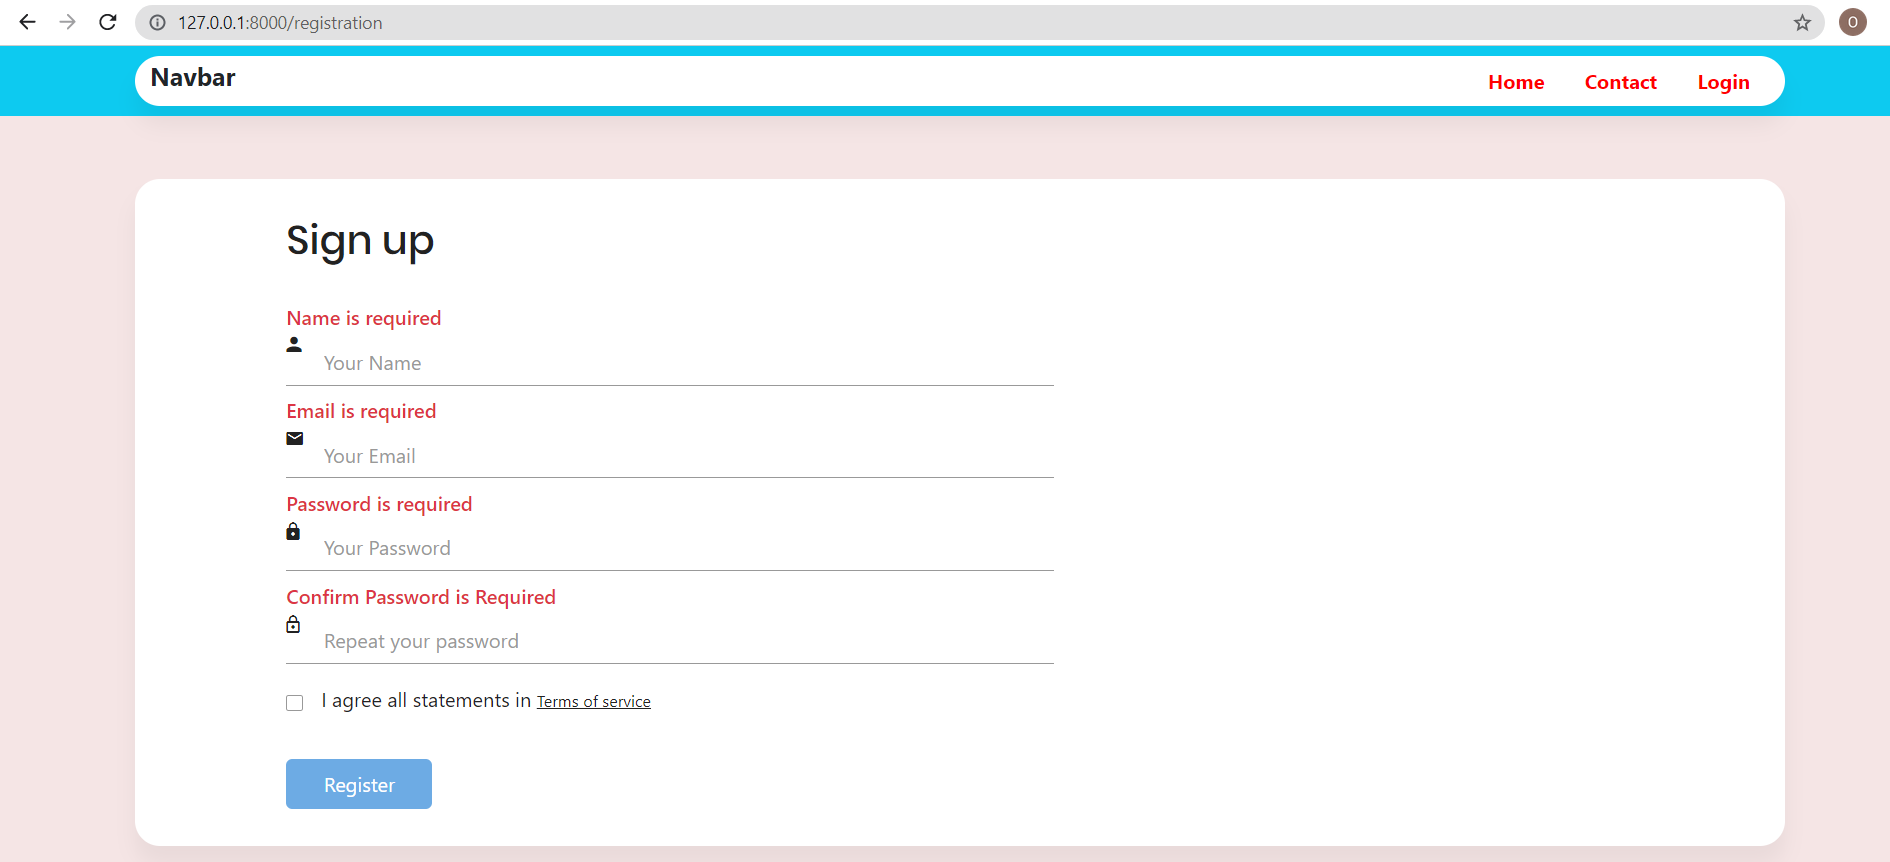 127.0.0.1:8000/registration
O
Navbar
Home Contact Login
Sign up
Name is required
Your Name
Email is required
Your Email
Password is required
Your Password
Confirm Password is Required
Repeat your password
I agree all statements in Terms of service
Register